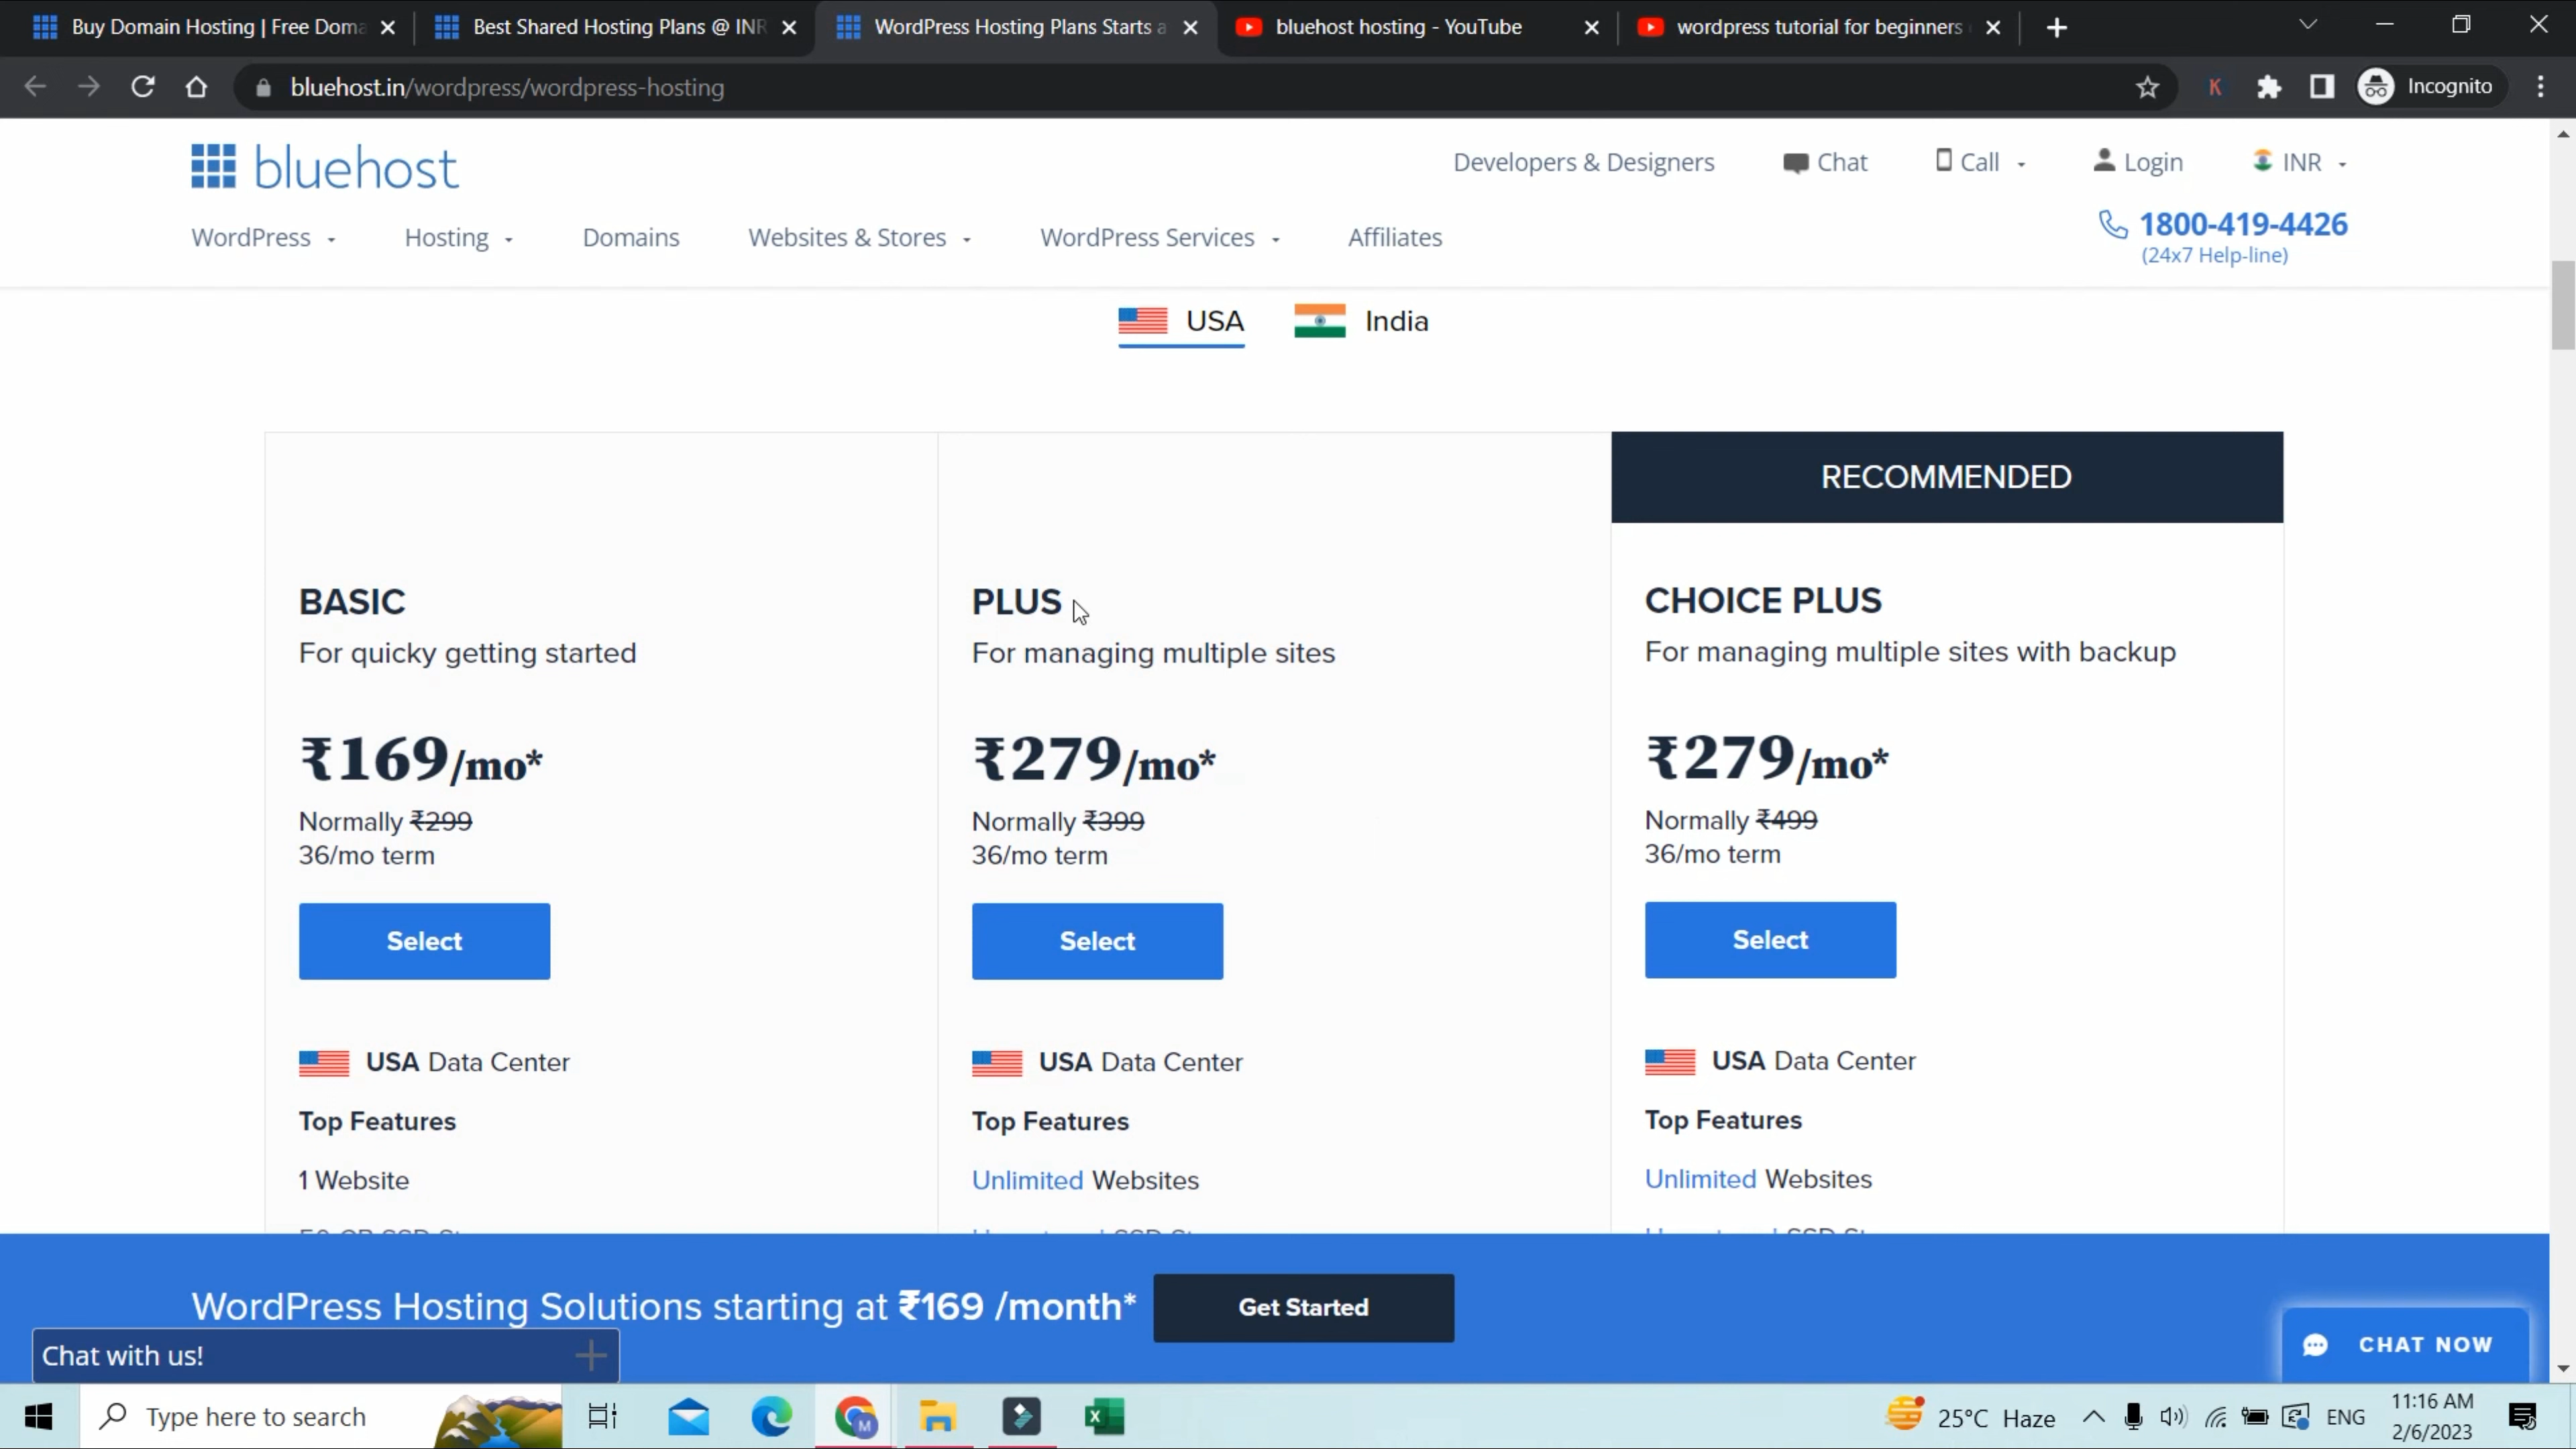 Buy Domain Hosting | Free Doma
Best Shared Hosting Plans @ INR
WordPress Hosting Plans Starts a
bluehost hosting - YouTube
wordpress tutorial for beginners
bluehost.in/wordpress/wordpress-hosting
K
Incognito
bluehost
Developers & Designers
Chat
Call
Login
INR
WordPress
Hosting
Domains
Websites & Stores
WordPress Services
Affiliates
1800-419-4426
(24x7 Help-line)
USA
India
RECOMMENDED
BASIC
For quicky getting started
₹169/mo*
Normally ₹299
36/mo term
Select
USA Data Center
Top Features
1 Website
PLUS
For managing multiple sites
₹279/mo*
Normally ₹399
36/mo term
Select
USA Data Center
Top Features
Unlimited Websites
CHOICE PLUS
For managing multiple sites with backup
₹279/mo*
Normally ₹499
36/mo term
Select
USA Data Center
Top Features
Unlimited Websites
WordPress Hosting Solutions starting at ₹169 /month*
Get Started
Chat with us!
CHAT NOW
Type here to search
M
25°C Haze
ENG
11:16 AM
2/6/2023